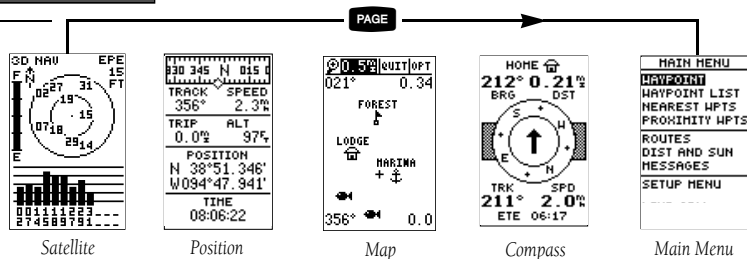 PAGE
3D NAV EPE
15
FT
F N
E
05 27 31
19
15
07 18
29 14
00111223___
27458979 1___
Satellite
330 345 N 015
TRACK SPEED
356° 2.3
TRIP ALT
0.0 97
POSITION
N 38°51.346'
W094°47.941'
TIME
08:06:22
Position
0.5 QUIT OPT
021° 0.34
FOREST
LODGE
MARINA
356° 0.0
Map
HOME
212° 0.21
BRG DST
S
W
E
N
TRK SPD
211° 2.0
ETE 06:17
Compass
MAIN MENU
WAYPOINT
WAYPOINT LIST
NEAREST WPTS
PROXIMITY WPTS
ROUTES
DIST AND SUN
MESSAGES
SETUP MENU
Main Menu